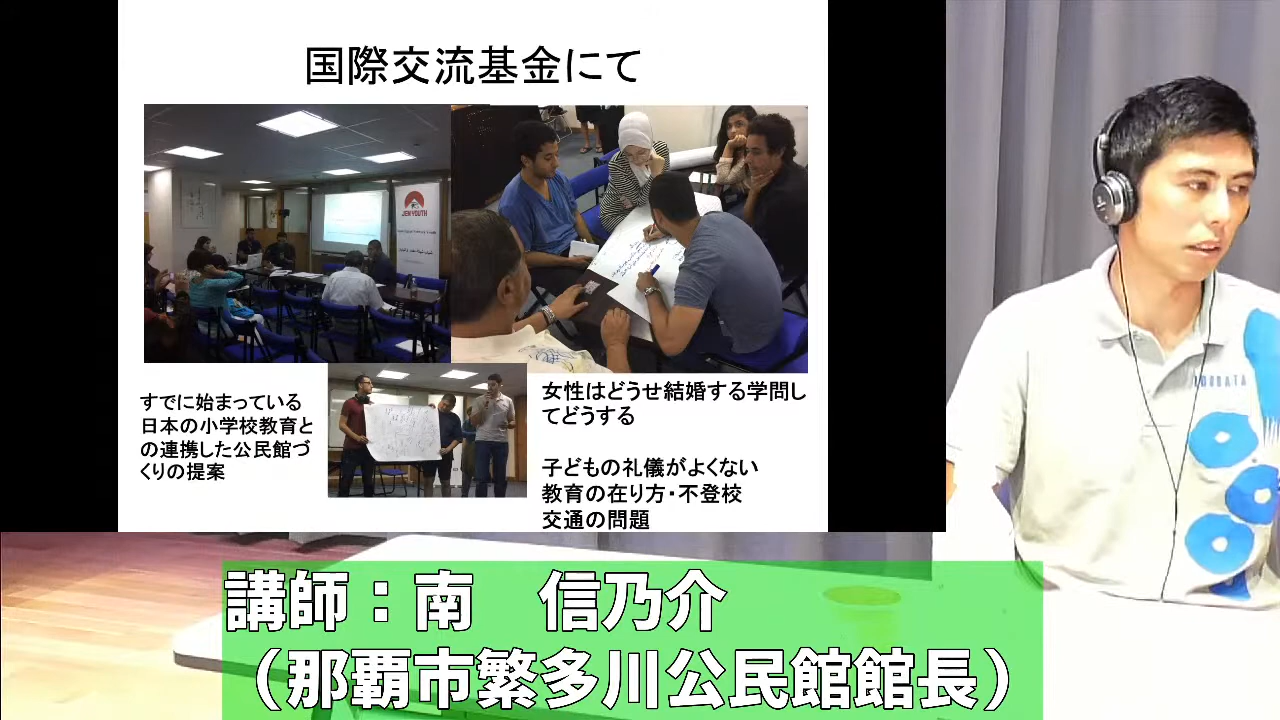 国際交流基金にて
JEN YOUTH
すでに始まっている
日本の小学校教育と
の連携した公民館づ
くりの提案
女性はどうせ結婚する学問し
てどうする
子どもの礼儀がよくない
教育の在り方・不登校
交通の問題
講師：南　信乃介
（那覇市繁多川公民館館長）